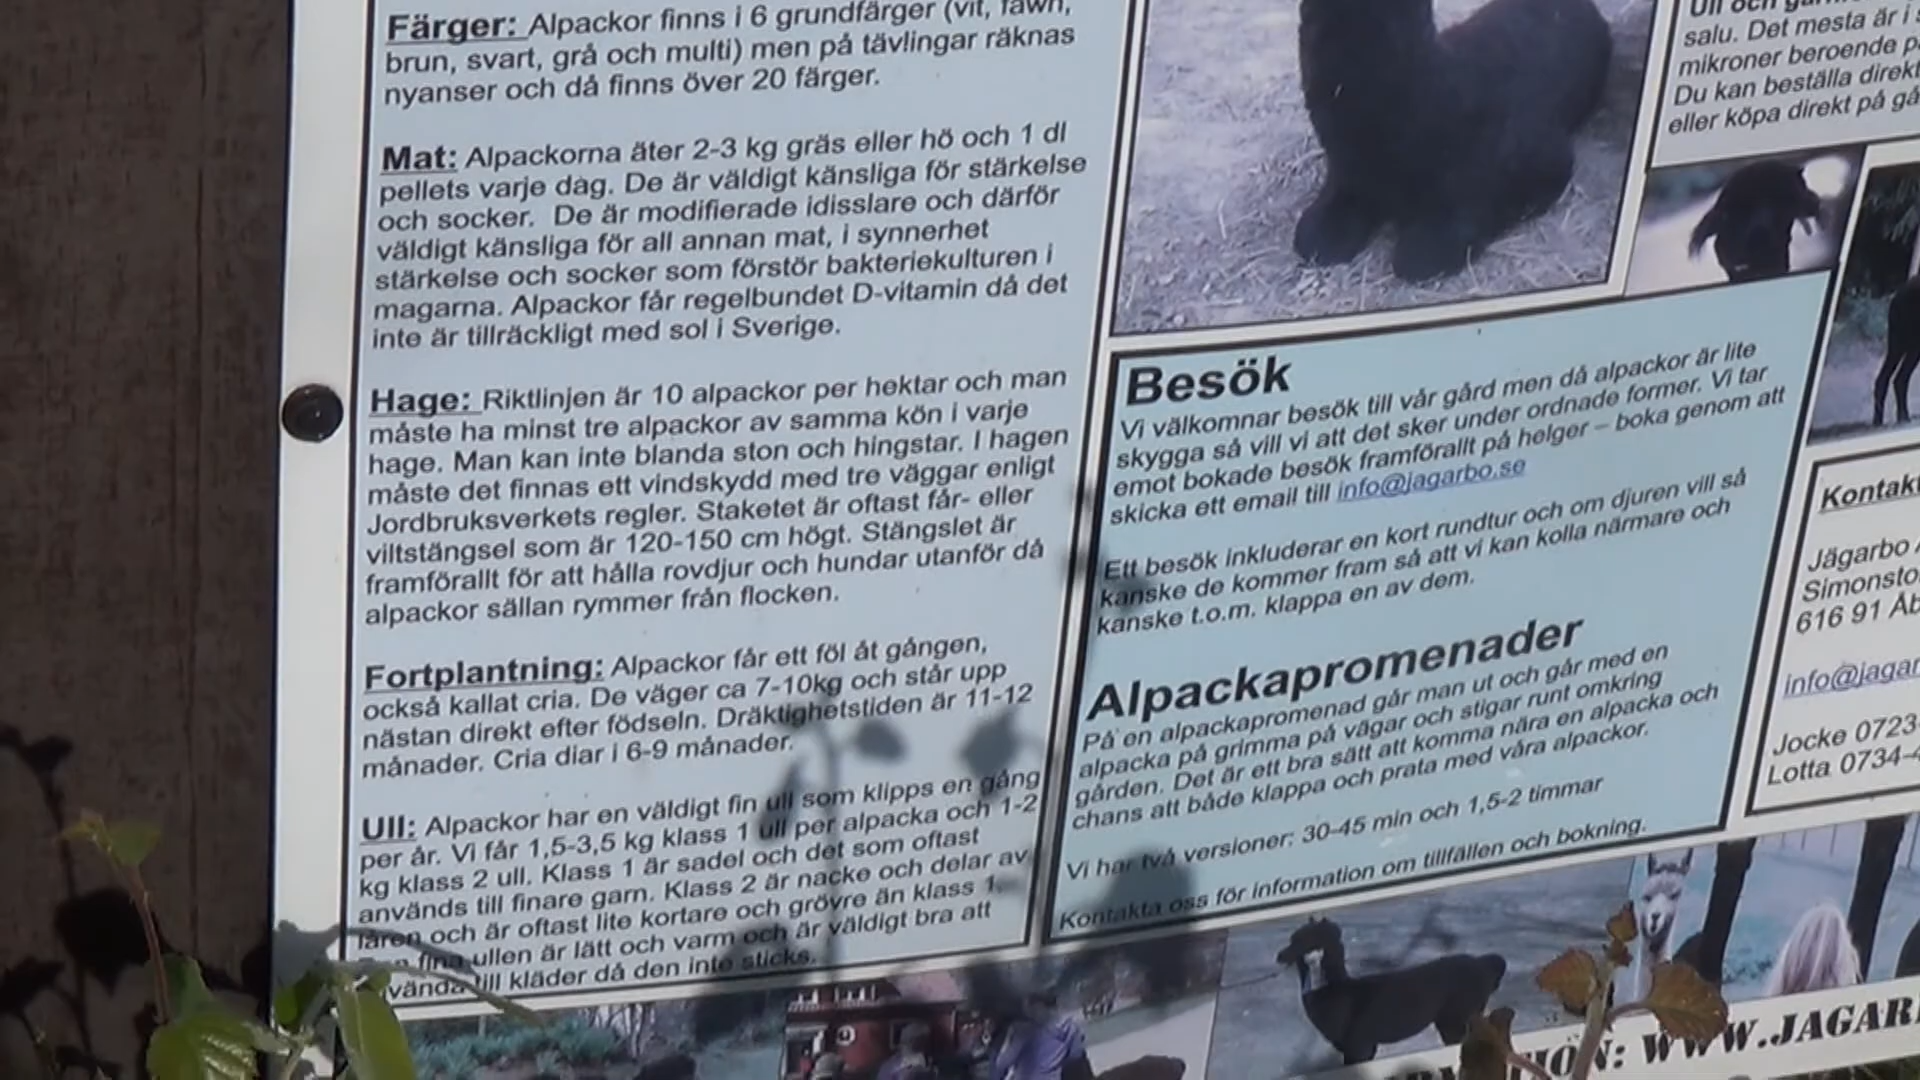 Färger: Alpackor finns i 6 grundfärger (vit, fawn,
brun, svart, grå och multi) men på tävlingar räknas
nyanser och då finns över 20 färger.
Mat: Alpackorna äter 2-3 kg gräs eller hö och 1 dl
pellets varje dag. De är väldigt känsliga för stärkelse
och socker. De är modifierade idisslare och därför
väldigt känsliga för all annan mat, i synnerhet
stärkelse och socker som förstör bakteriekulturen i
magarna. Alpackor får regelbundet D-vitamin då det
inte är tillräckligt med sol i Sverige.
Hage: Riktlinjen är 10 alpackor per hektar och man
måste ha minst tre alpackor av samma kön i varje
hage. Man kan inte blanda ston och hingstar. I hagen
måste det finnas ett vindskydd med tre väggar enligt
Jordbruksverkets regler. Staketet är oftast får- eller
viltstängsel som är 120-150 cm högt. Stängslet är
framförallt för att hålla rovdjur och hundar utanför då
alpackor sällan rymmer från flocken.
Fortplantning: Alpackor får ett föl åt gången,
också kallat cria. De väger ca 7-10kg och står upp
nästan direkt efter födseln. Dräktighetstiden är 11-12
månader. Cria diar i 6-9 månader.
Ull: Alpackor har en väldigt fin ull som klipps en gång
per år. Vi får 1,5-3,5 kg klass 1 ull per alpacka och 1-2
kg klass 2 ull. Klass 1 är sadel och det som oftast
används till finare garn. Klass 2 är nacke och delar av
låren och är oftast lite kortare och grövre än klass 1.
fina ullen är lätt och varm och är väldigt bra att
använda till kläder då den inte sticks.
Besök
Vi välkomnar besök till vår gård men då alpackor är lite
skygga så vill vi att det sker under ordnade former. Vi tar
emot bokade besök framförallt på helger – boka genom att
skicka ett email till info@jagarbo.se
Ett besök inkluderar en kort rundtur och om djuren vill så
kanske de kommer fram så att vi kan kolla närmare och
kanske t.o.m. klappa en av dem.
Alpackapromenader
På en alpackapromenad går man ut och går med en
alpacka på grimma på vägar och stigar runt omkring
gården. Det är ett bra sätt att komma nära en alpacka och
chans att både klappa och prata med våra alpackor.
Vi har två versioner: 30-45 min och 1,5-2 timmar
Kontakta oss för information om tillfällen och bokning.
Ull och
salu. Det mesta är i
mikroner beroende
Du kan beställa direkt
eller köpa direkt på
Kontakt
Jägarbo
Simonsto
616 91 Åb
info@jagar
Jocke 0723-
Lotta 0734-4
WWW.JAGAR